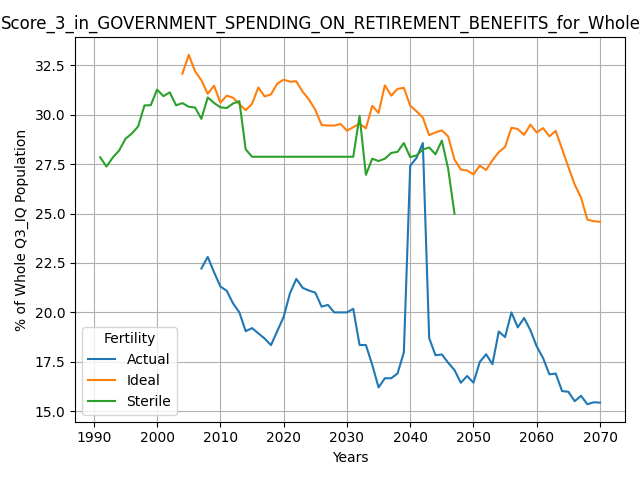 Score_3_in_GOVERNMENT_SPENDING_ON_RETIREMENT_BENEFITS_for_Whole
% of Whole Q3_IQ Population
32.5
30.0
27.5
25.0
22.5
20.0
17.5
15.0
Fertility
Actual
Ideal
Sterile
1990 2000 2010 2020 2030 2040 2050 2060 2070
Years